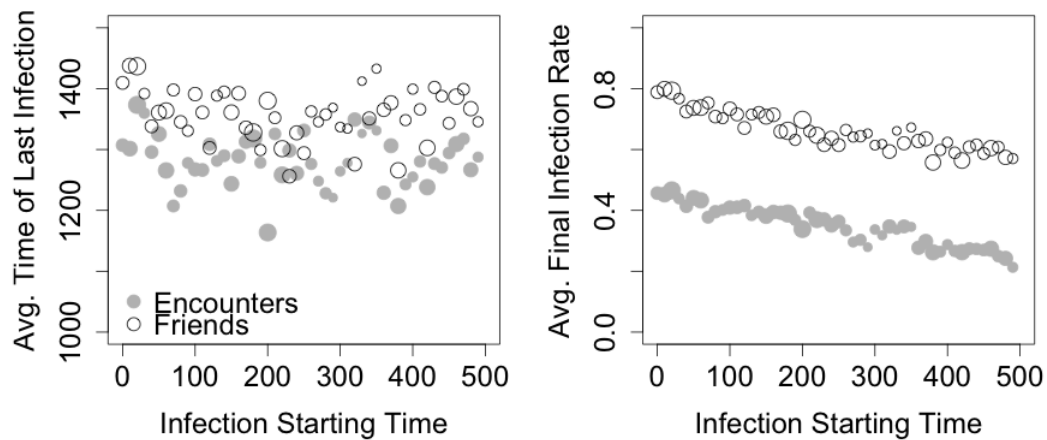 Avg. Time of Last Infection
1400
1200
1000
Encounters
Friends
0 100 200 300 400 500
Infection Starting Time
Avg. Final Infection Rate
0.8
0.4
0.0
0 100 200 300 400 500
Infection Starting Time